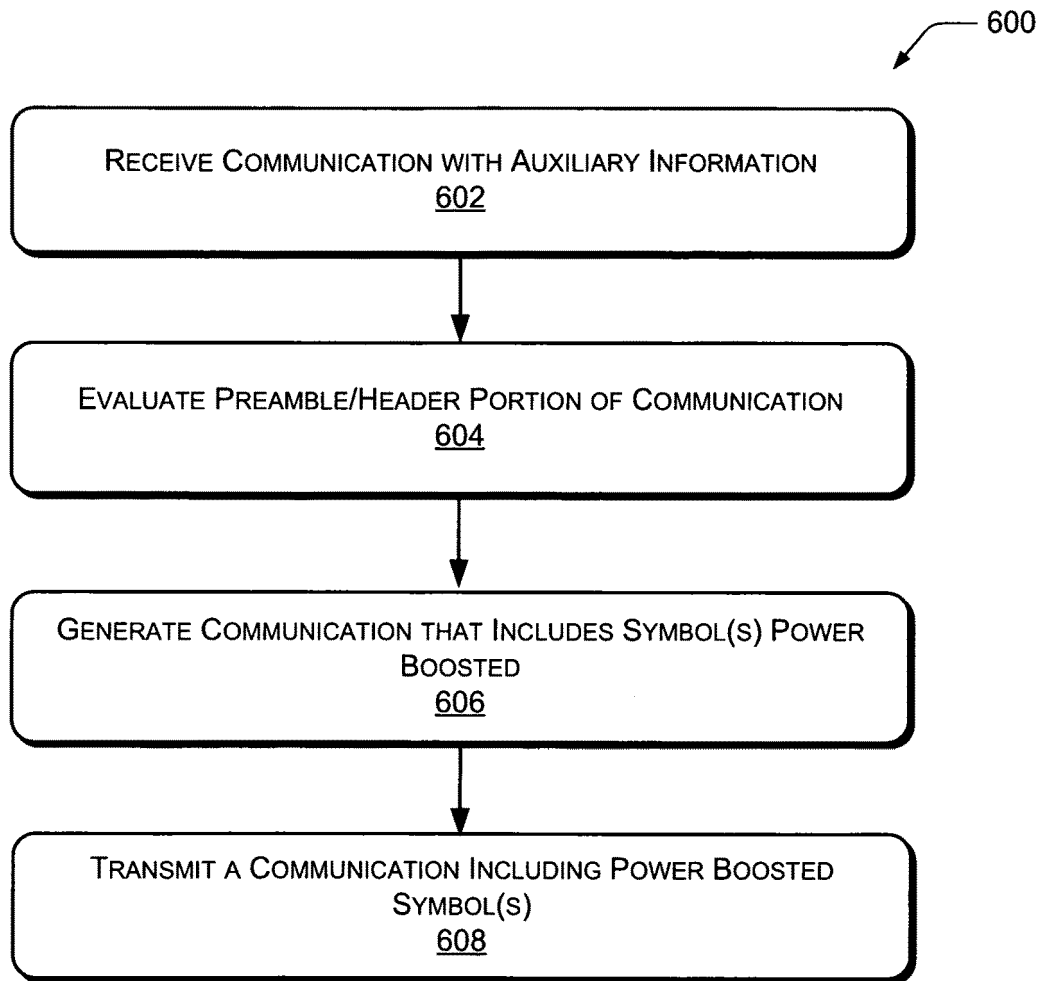 600
RECEIVE COMMUNICATION WITH AUXILIARY INFORMATION
602
EVALUATE PREAMBLE/HEADER PORTION OF COMMUNICATION
604
GENERATE COMMUNICATION THAT INCLUDES SYMBOL(S) POWER
BOOSTED
606
TRANSMIT A COMMUNICATION INCLUDING POWER BOOSTED
SYMBOL(S)
608